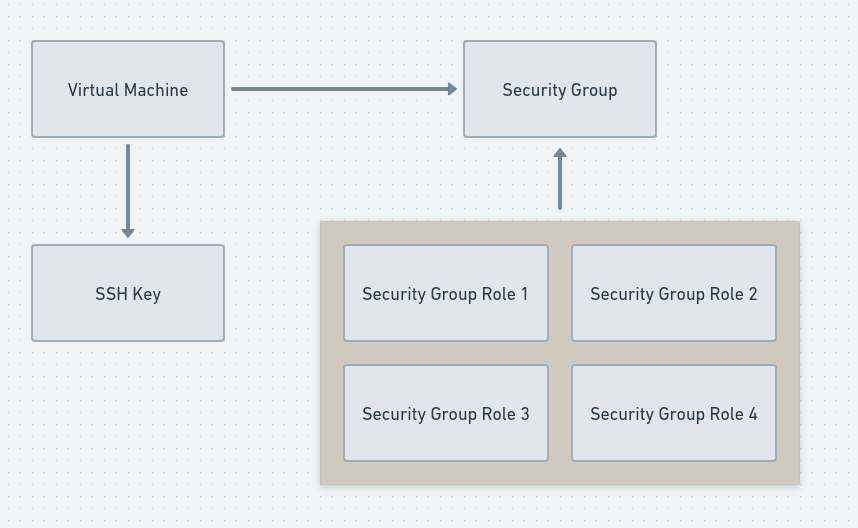 Virtual Machine
Security Group
SSH Key
Security Group Role 1
Security Group Role 2
Security Group Role 3
Security Group Role 4